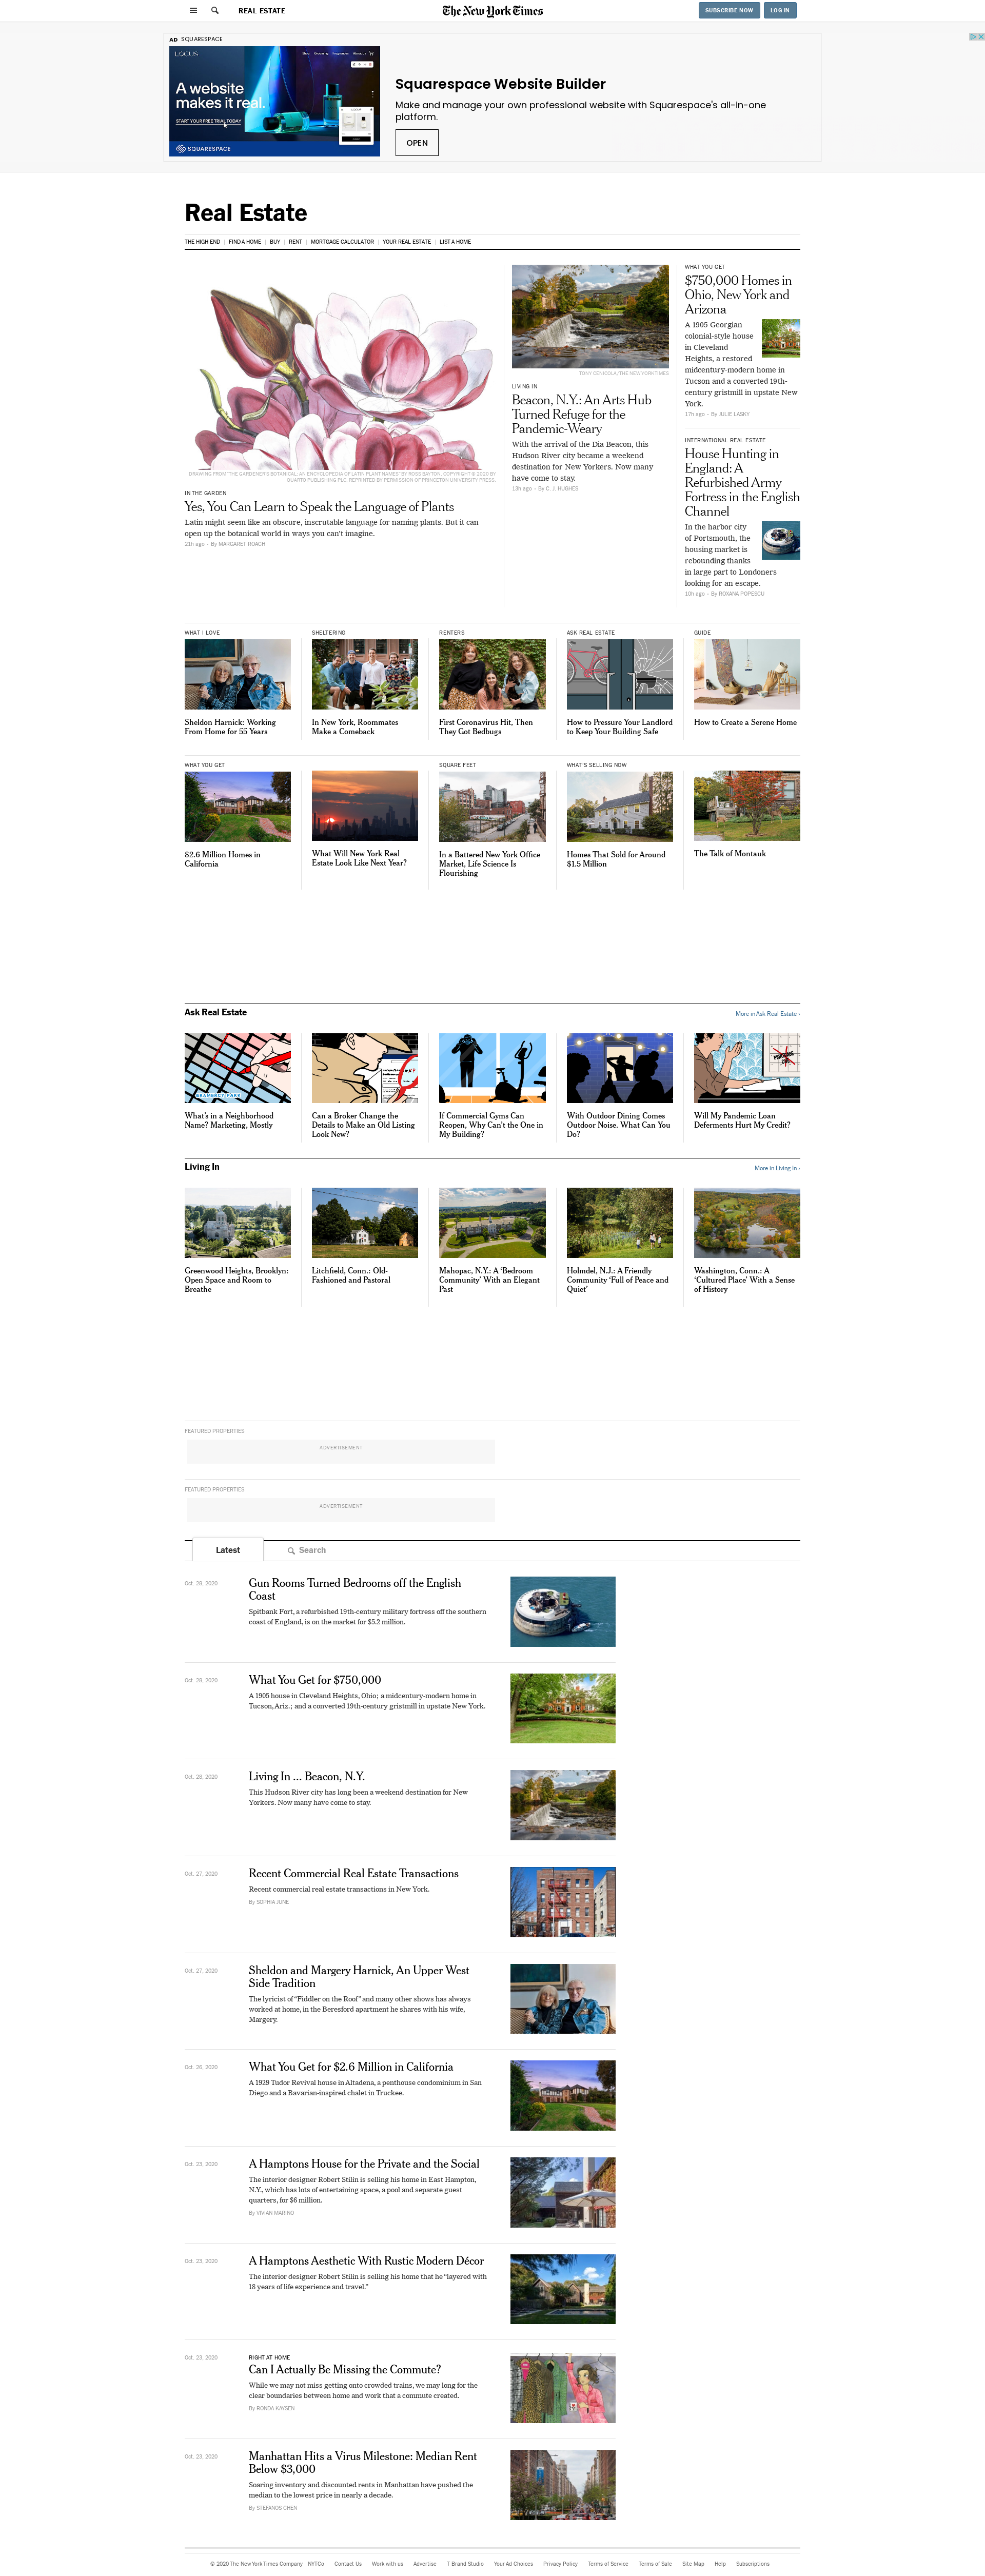 REAL ESTATE
The New York Times
SUBSCRIBE NOW
LOG IN
AD SQUARESPACE
A website
makes it real.
START YOUR FREE TRIAL TODAY
SQUARESPACE
Squarespace Website Builder
Make and manage your own professional website with Squarespace's all-in-one
platform.
OPEN
Real Estate
THE HIGH END
FIND A HOME
BUY
RENT
MORTGAGE CALCULATOR
YOUR REAL ESTATE
LIST A HOME
DRAWING FROM "THE GARDENER'S BOTANICAL: AN ENCYCLOPEDIA OF LATIN PLANT NAMES" BY ROSS BAYTON, COPYRIGHT © 2020 BY
QUARTO PUBLISHING PLC. REPRINTED BY PERMISSION OF PRINCETON UNIVERSITY PRESS.
IN THE GARDEN
Yes, You Can Learn to Speak the Language of Plants
Latin might seem like an obscure, inscrutable language for naming plants. But it can
open up the botanical world in ways you can't imagine.
21h ago - By MARGARET ROACH
TONY CENICOLA/THE NEW YORK TIMES
LIVING IN
Beacon, N.Y.: An Arts Hub
Turned Refuge for the
Pandemic-Weary
With the arrival of the Dia Beacon, this
Hudson River city became a weekend
destination for New Yorkers. Now many
have come to stay.
13h ago - By C. J. HUGHES
WHAT YOU GET
$750,000 Homes in
Ohio, New York and
Arizona
A 1905 Georgian
colonial-style house
in Cleveland
Heights, a restored
midcentury-modern home in
Tucson and a converted 19th-
century gristmill in upstate New
York.
17h ago - By JULIE LASKY
INTERNATIONAL REAL ESTATE
House Hunting in
England: A
Refurbished Army
Fortress in the English
Channel
In the harbor city
of Portsmouth, the
housing market is
rebounding thanks
in large part to Londoners
looking for an escape.
10h ago - By ROXANA POPESCU
WHAT I LOVE
Sheldon Harnick: Working
From Home for 55 Years
SHELTERING
In New York, Roommates
Make a Comeback
RENTERS
First Coronavirus Hit, Then
They Got Bedbugs
ASK REAL ESTATE
How to Pressure Your Landlord
to Keep Your Building Safe
GUIDE
How to Create a Serene Home
WHAT YOU GET
$2.6 Million Homes in
California
What Will New York Real
Estate Look Like Next Year?
SQUARE FEET
In a Battered New York Office
Market, Life Science Is
Flourishing
WHAT'S SELLING NOW
Homes That Sold for Around
$1.5 Million
The Talk of Montauk
Ask Real Estate
More in Ask Real Estate ›
GRAMERCY PARK
What's in a Neighborhood
Name? Marketing, Mostly
Can a Broker Change the
Details to Make an Old Listing
Look New?
If Commercial Gyms Can
Reopen, Why Can't the One in
My Building?
With Outdoor Dining Comes
Outdoor Noise. What Can You
Do?
Will My Pandemic Loan
Deferments Hurt My Credit?
Living In
More in Living In ›
Greenwood Heights, Brooklyn:
Open Space and Room to
Breathe
Litchfield, Conn.: Old-
Fashioned and Pastoral
Mahopac, N.Y.: A ‘Bedroom
Community’ With an Elegant
Past
Holmdel, N.J.: A Friendly
Community ‘Full of Peace and
Quiet’
Washington, Conn.: A
‘Cultured Place’ With a Sense
of History
FEATURED PROPERTIES
ADVERTISEMENT
FEATURED PROPERTIES
ADVERTISEMENT
Latest
Search
Oct. 28, 2020
Gun Rooms Turned Bedrooms off the English
Coast
Spitbank Fort, a refurbished 19th-century military fortress off the southern
coast of England, is on the market for $5.2 million.
Oct. 28, 2020
What You Get for $750,000
A 1905 house in Cleveland Heights, Ohio; a midcentury-modern home in
Tucson, Ariz.; and a converted 19th-century gristmill in upstate New York.
Oct. 28, 2020
Living In ... Beacon, N.Y.
This Hudson River city has long been a weekend destination for New
Yorkers. Now many have come to stay.
Oct. 27, 2020
Recent Commercial Real Estate Transactions
Recent commercial real estate transactions in New York.
By SOPHIA JUNE
Oct. 27, 2020
Sheldon and Margery Harnick, An Upper West
Side Tradition
The lyricist of “Fiddler on the Roof” and many other shows has always
worked at home, in the Beresford apartment he shares with his wife,
Margery.
Oct. 26, 2020
What You Get for $2.6 Million in California
A 1929 Tudor Revival house in Altadena, a penthouse condominium in San
Diego and a Bavarian-inspired chalet in Truckee.
Oct. 23, 2020
A Hamptons House for the Private and the Social
The interior designer Robert Stilin is selling his home in East Hampton,
N.Y., which has lots of entertaining space, a pool and separate guest
quarters, for $6 million.
By VIVIAN MARINO
Oct. 23, 2020
A Hamptons Aesthetic With Rustic Modern Décor
The interior designer Robert Stilin is selling his home that he “layered with
18 years of life experience and travel.”
Oct. 23, 2020
RIGHT AT HOME
Can I Actually Be Missing the Commute?
While we may not miss getting onto crowded trains, we may long for the
clear boundaries between home and work that a commute created.
By RONDA KAYSEN
Oct. 23, 2020
Manhattan Hits a Virus Milestone: Median Rent
Below $3,000
Soaring inventory and discounted rents in Manhattan have pushed the
median to the lowest price in nearly a decade.
By STEFANOS CHEN
© 2020 The New York Times Company
NYTCo
Contact Us
Work with us
Advertise
T Brand Studio
Your Ad Choices
Privacy Policy
Terms of Service
Terms of Sale
Site Map
Help
Subscriptions